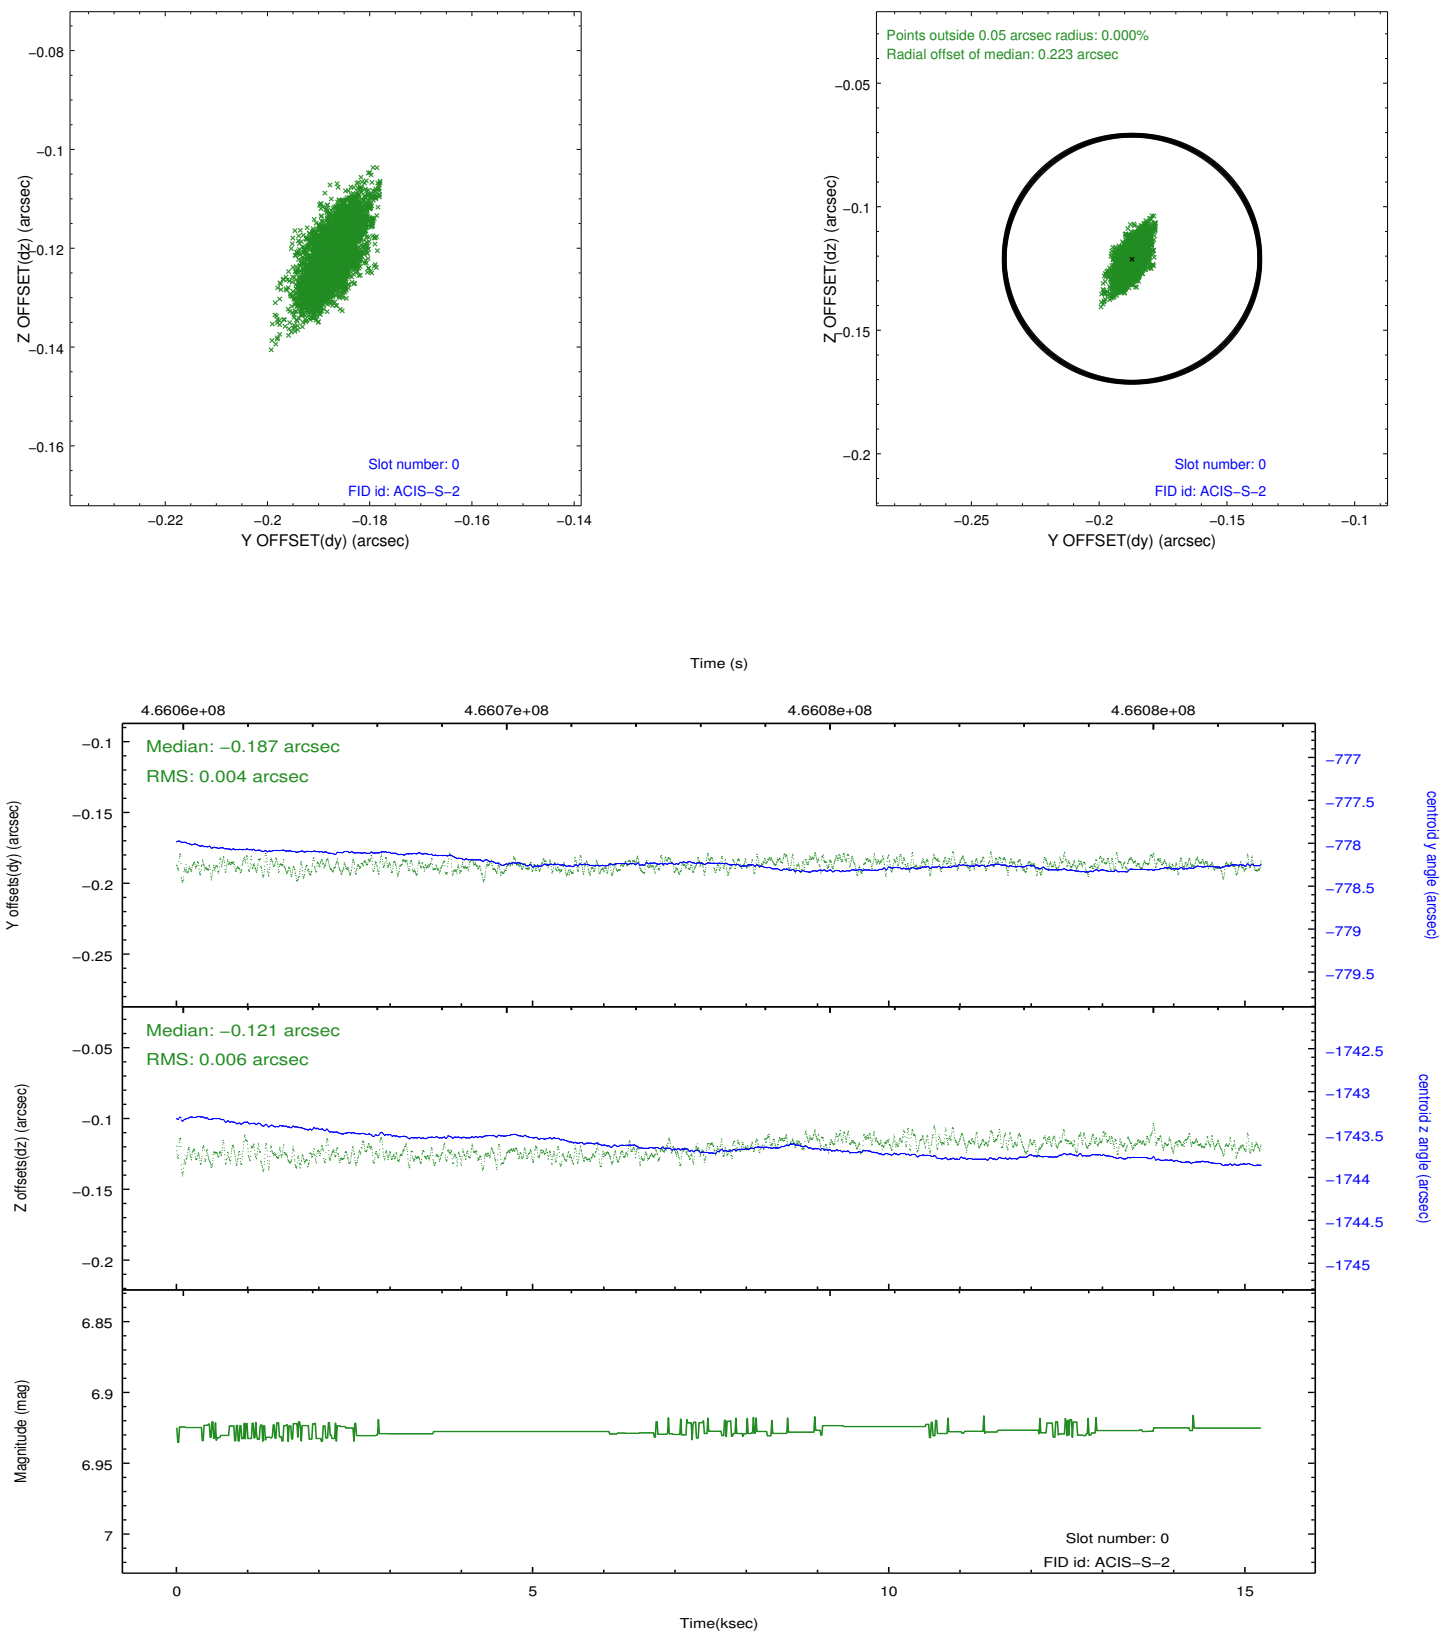 −0.08
−0.1
−0.12
−0.14
−0.16
Z OFFSET(dz) (arcsec)
Slot number: 0
FID id: ACIS−S−2
−0.22
−0.2
−0.18
−0.16
−0.14
Y OFFSET(dy) (arcsec)
Points outside 0.05 arcsec radius: 0.000%
Radial offset of median: 0.223 arcsec
−0.05
−0.1
−0.15
−0.2
Z OFFSET(dz) (arcsec)
Slot number: 0
FID id: ACIS−S−2
−0.25
−0.2
−0.15
−0.1
Y OFFSET(dy) (arcsec)
Time (s)
4.6606e+08
4.6607e+08
4.6608e+08
4.6608e+08
Median: −0.187 arcsec
RMS: 0.004 arcsec
−0.1
−0.15
−0.2
−0.25
Y offsets(dy) (arcsec)
−777
−777.5
−778
−778.5
−779
−779.5
centroid y angle (arcsec)
Median: −0.121 arcsec
RMS: 0.006 arcsec
−0.05
−0.1
−0.15
−0.2
Z offsets(dz) (arcsec)
−1742.5
−1743
−1743.5
−1744
−1744.5
−1745
centroid z angle (arcsec)
6.85
6.9
6.95
7
Magnitude (mag)
Slot number: 0
FID id: ACIS−S−2
0
5
10
15
Time(ksec)